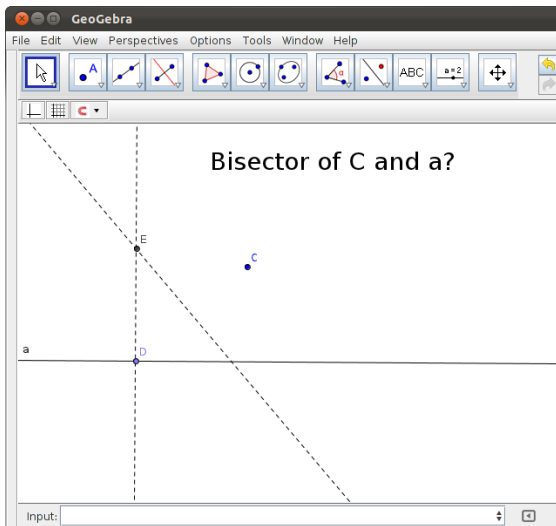 GeoGebra
File Edit View Perspectives Options Tools Window Help
A α ABC a=2
Bisector of C and a?
E
C
a
D
Input: